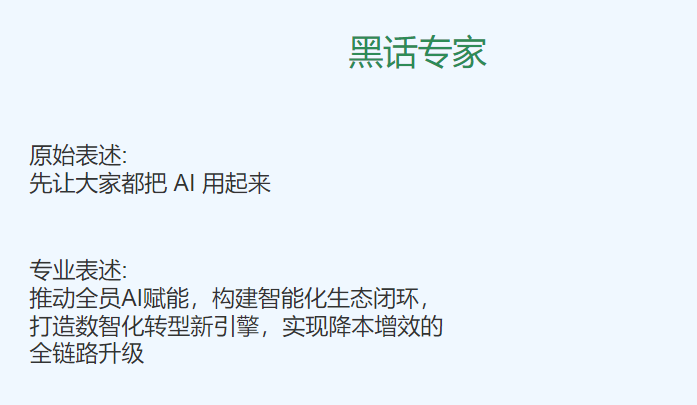 黑话专家
原始表述:
先让大家都把 AI 用起来
专业表述:
推动全员AI赋能，构建智能化生态闭环，
打造数智化转型新引擎，实现降本增效的
全链路升级